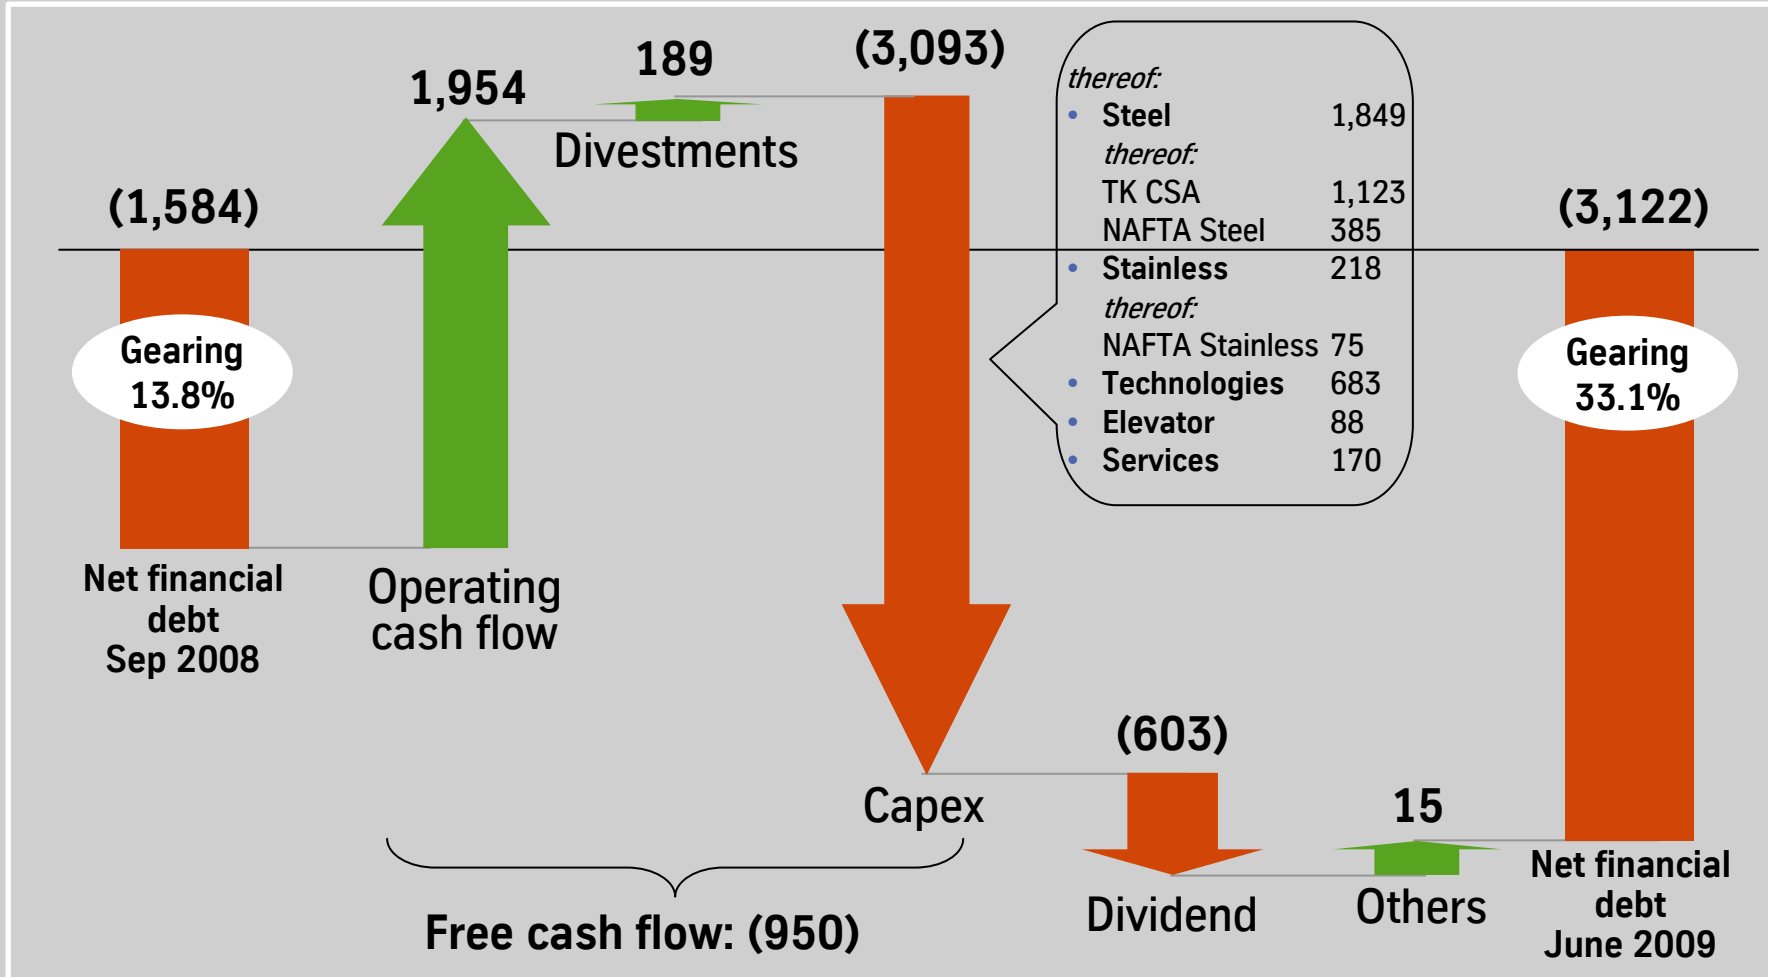 (1,584)
Gearing
13.8%
Net financial
debt
Sep 2008
1,954
Operating
cash flow
189
Divestments
(3,093)
Capex
thereof:
• Steel 1,849
thereof:
TK CSA 1,123
NAFTA Steel 385
• Stainless 218
thereof:
NAFTA Stainless 75
• Technologies 683
• Elevator 88
• Services 170
Free cash flow: (950)
(603)
Dividend
15
Others
(3,122)
Gearing
33.1%
Net financial
debt
June 2009